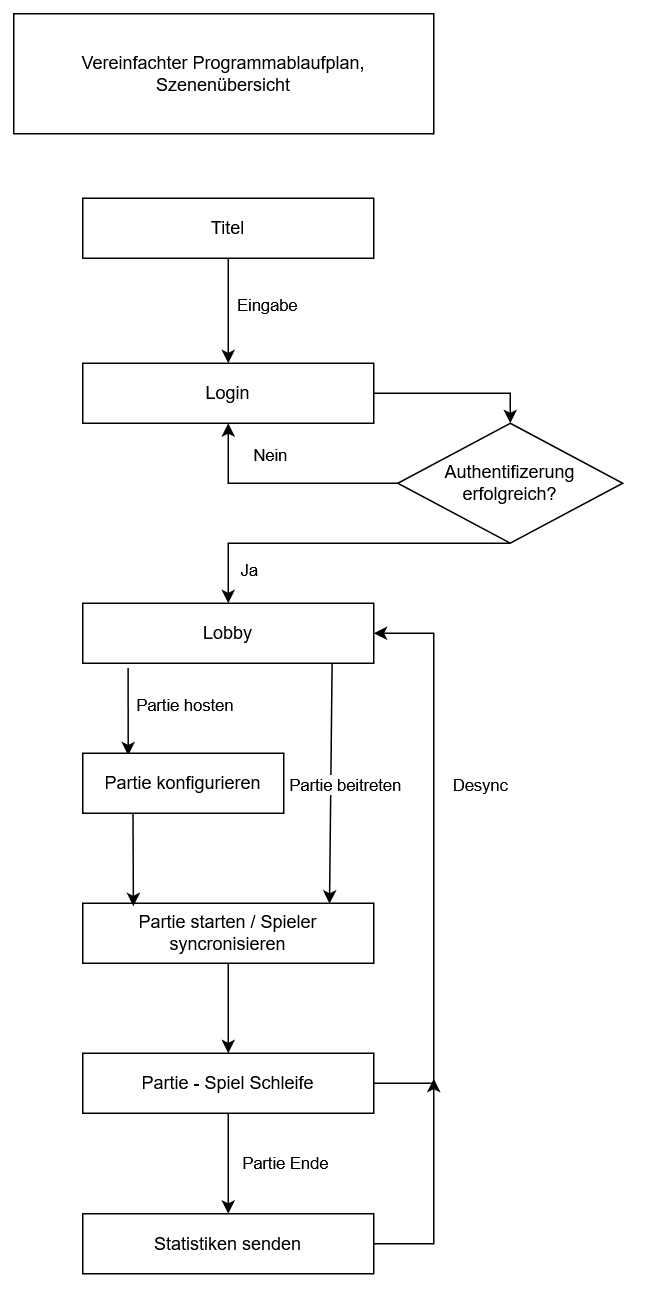 Vereinfachter Programmablaufplan,
Szenenübersicht
Titel
Eingabe
Login
Nein
Authentifizerung
erfolgreich?
Ja
Lobby
Partie hosten
Partie konfigurieren
Partie beitreten
Desync
Partie starten / Spieler
syncronisieren
Partie - Spiel Schleife
Partie Ende
Statistiken senden